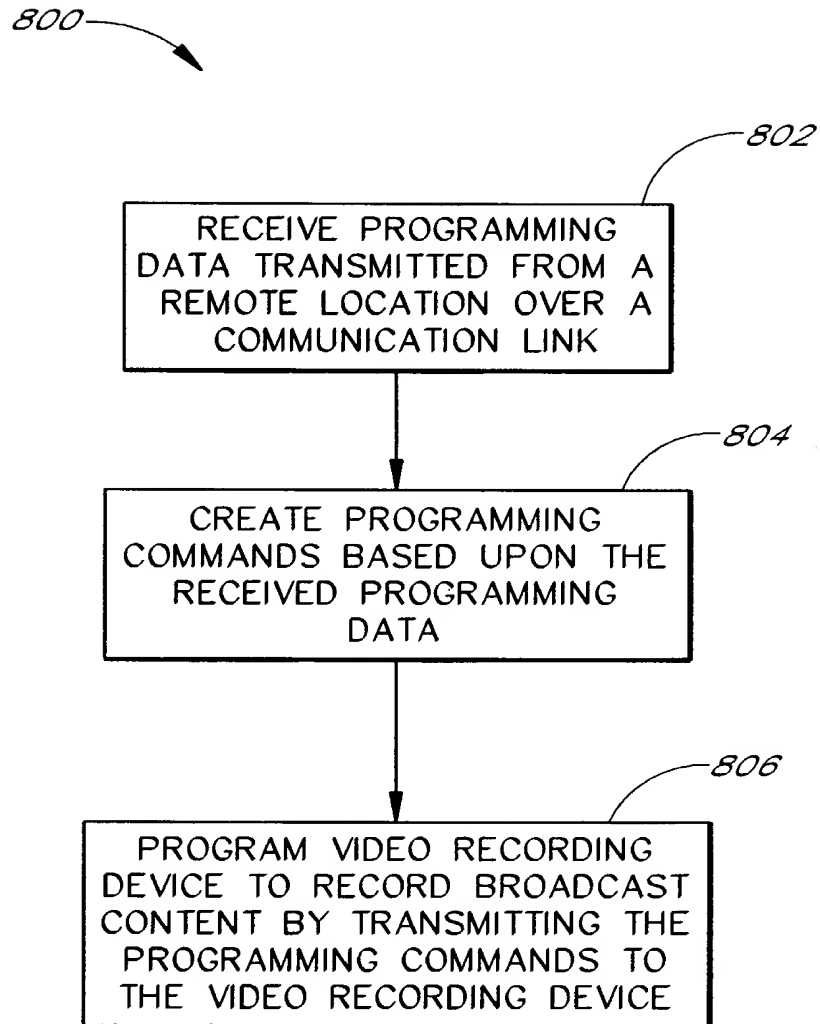 800
802
RECEIVE PROGRAMMING
DATA TRANSMITTED FROM A
REMOTE LOCATION OVER A
COMMUNICATION LINK
804
CREATE PROGRAMMING
COMMANDS BASED UPON THE
RECEIVED PROGRAMMING
DATA
806
PROGRAM VIDEO RECORDING
DEVICE TO RECORD BROADCAST
CONTENT BY TRANSMITTING THE
PROGRAMMING COMMANDS TO
THE VIDEO RECORDING DEVICE